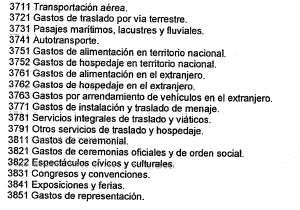 3711 Transportación aérea.
3721 Gastos de traslado por vía terrestre.
3731 Pasajes marítimos, lacustres y fluviales.
3741 Autotransporte.
3751 Gastos de alimentación en territorio nacional.
3752 Gastos de hospedaje en territorio nacional.
3761 Gastos de alimentación en el extranjero.
3762 Gastos de hospedaje en el extranjero.
3763 Gastos por arrendamiento de vehículos en el extranjero.
3771 Gastos de instalación y traslado de menaje.
3781 Servicios integrales de traslado y viáticos.
3791 Otros servicios de traslado y hospedaje.
3811 Gastos de ceremonial.
3821 Gastos de ceremonias oficiales y de orden social.
3822 Espectáculos cívicos y culturales.
3831 Congresos y convenciones.
3841 Exposiciones y ferias.
3851 Gastos de representación.